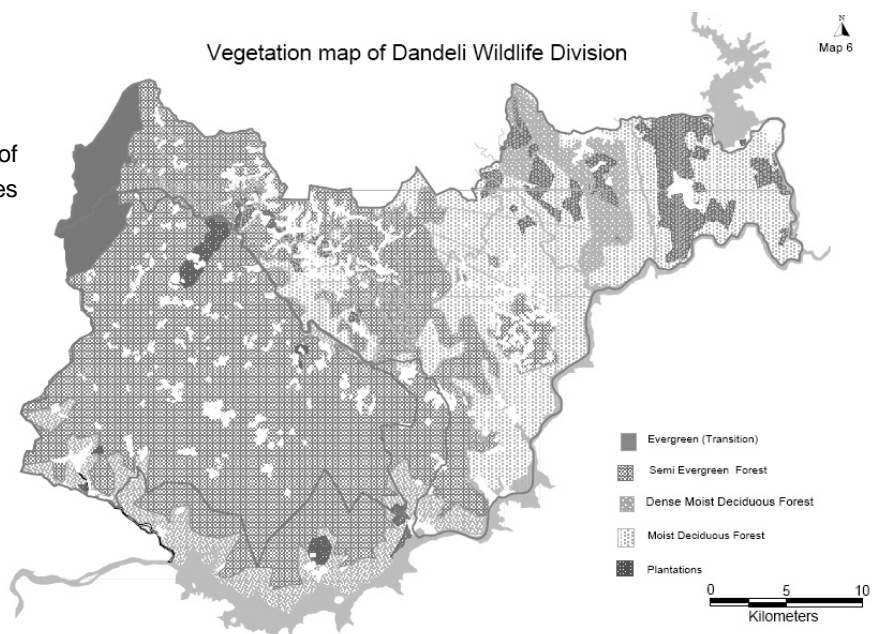 Vegetation map of Dandeli Wildlife Division
N
Map 6
of
es
Evergreen (Transition)
Semi Evergreen Forest
Dense Moist Deciduous Forest
Moist Deciduous Forest
Plantations
0 5 10
Kilometers